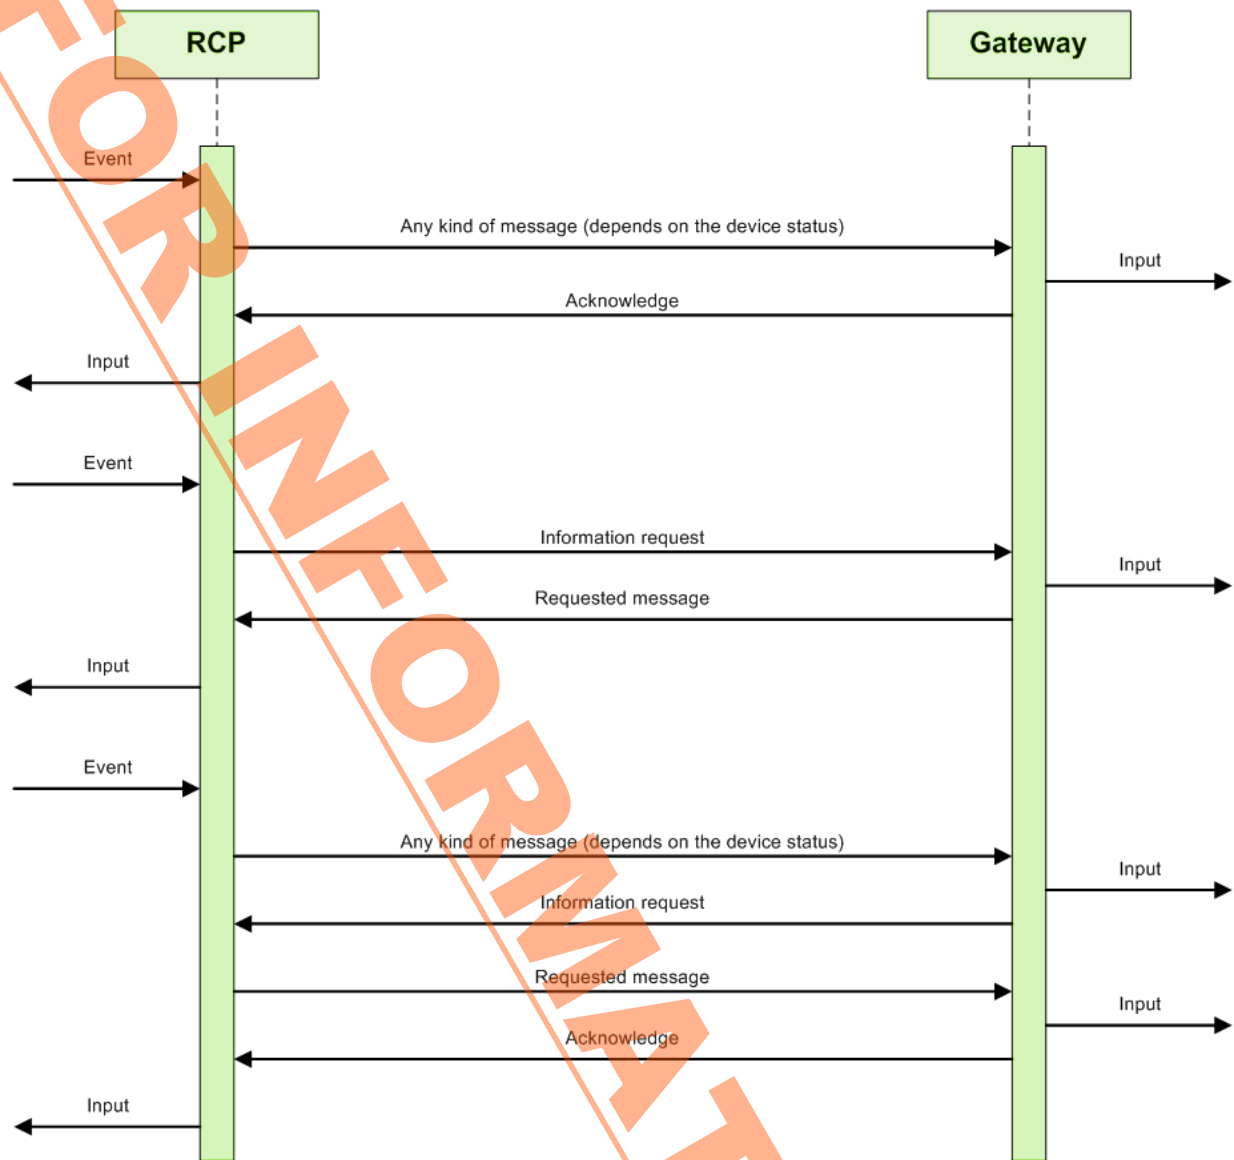 RCP
Gateway
Event
Any kind of message (depends on the device status)
Input
Acknowledge
Input
Event
Information request
Input
Requested message
Input
Event
Any kind of message (depends on the device status)
Input
Information request
Requested message
Input
Acknowledge
Input
FOR INFORMAT